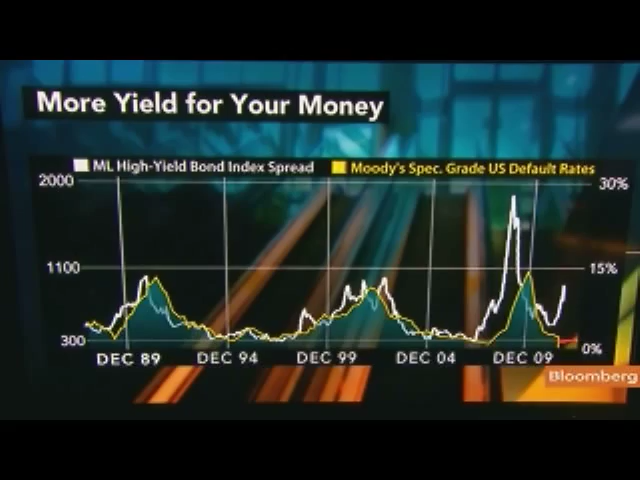 More Yield for Your Money
ML High-Yield Bond Index Spread Moody's Spec. Grade US Default Rates
2000 30%
1100 15%
300 0%
DEC 89 DEC 94 DEC 99 DEC 04 DEC 09
Bloomberg